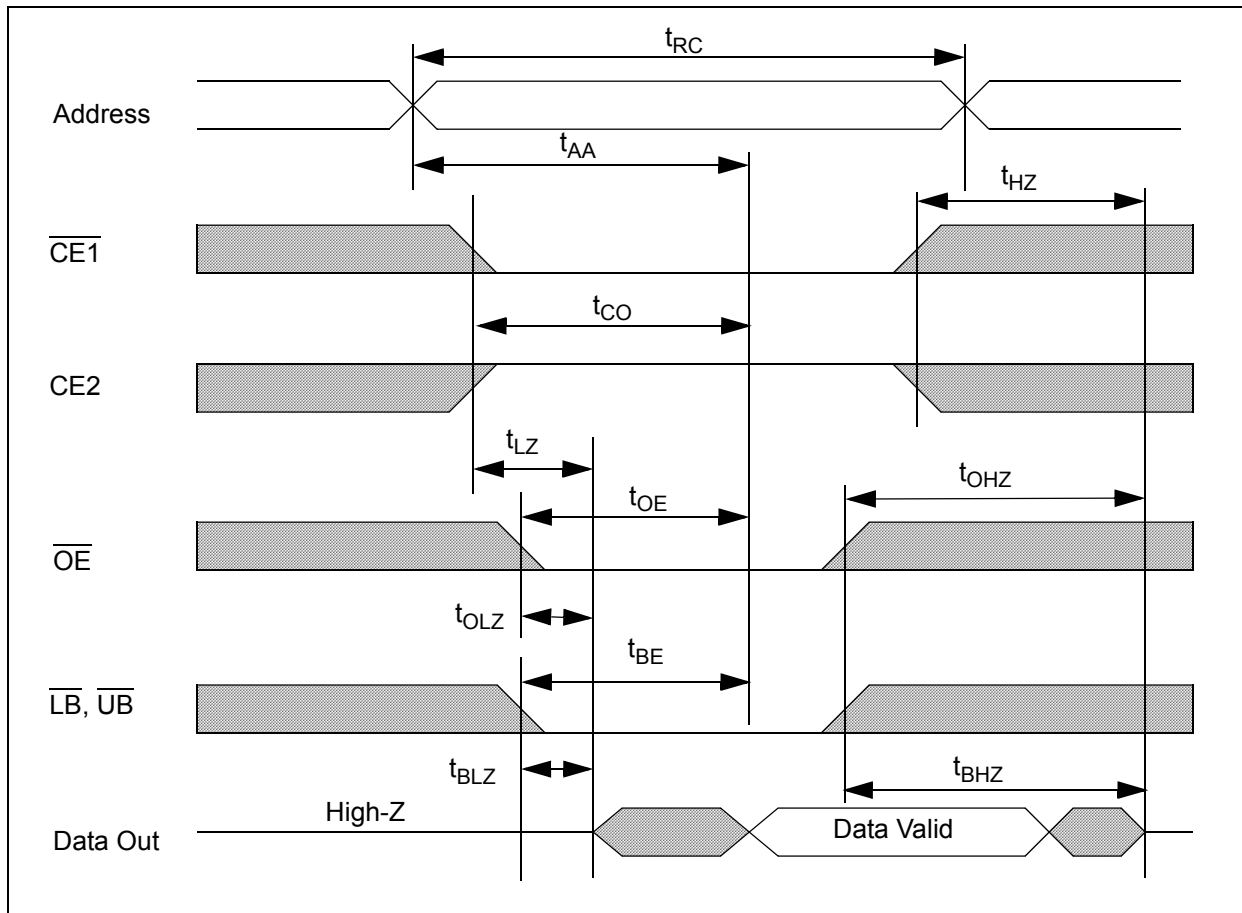 tRC
Address
tAA
tHZ
CE1
tCO
CE2
tLZ
tOHZ
tOE
OE
tOLZ
tBE
LB, UB
tBLZ
tBHZ
High-Z
Data Valid
Data Out